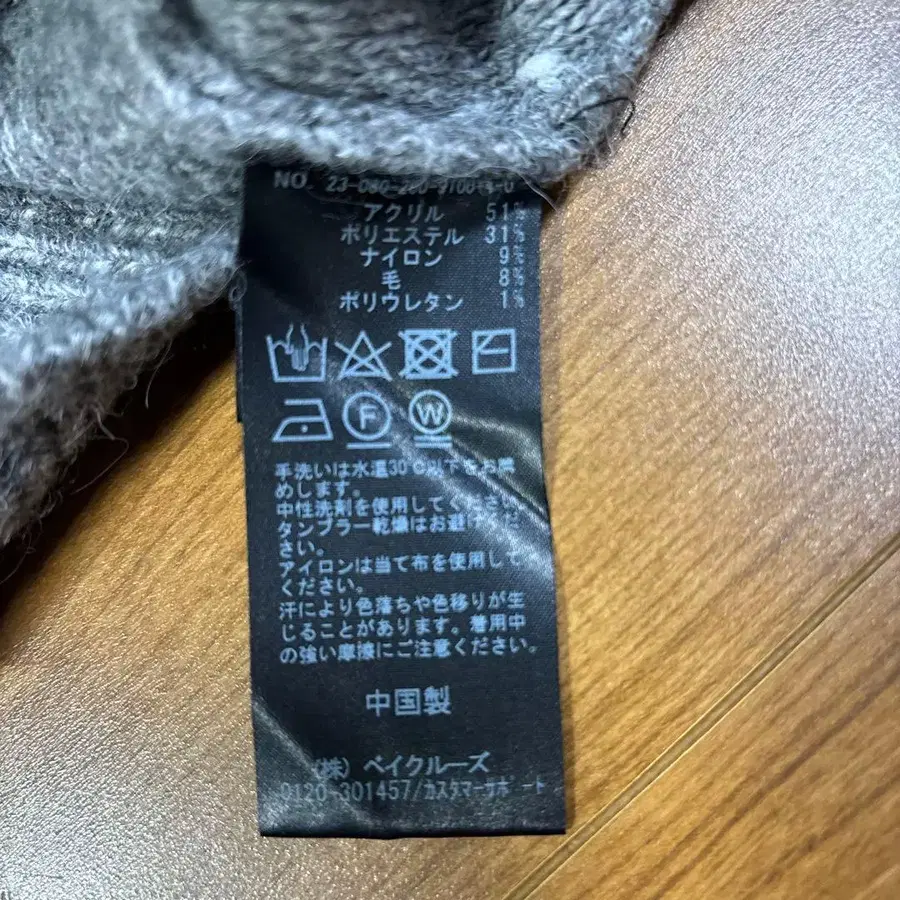 NO.
アクリル 51%
ポリエステル 31%
ナイロン 9%
毛 8%
ポリウレタン 1%
F W
手洗いは水温30℃以下をお薦
めします。
中性洗剤を使用してください。
タンブラー乾燥はお避けくだ
さい。
アイロンは当て布を使用して
ください。
汗により色落ちや色移りが生
じることがあります。着用中
の強い摩擦にご注意ください。
中国製
(株) ベイクルーズ
0120-301457/カスタマーサポート